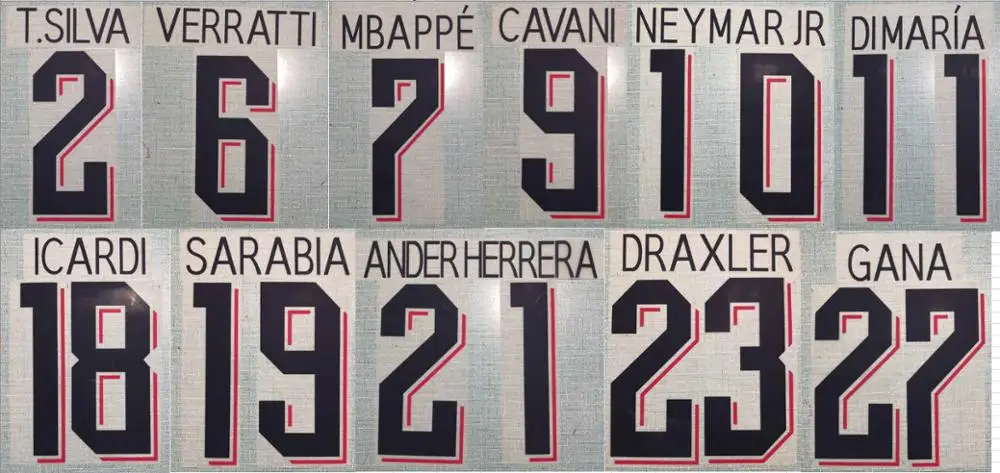 T.SILVA
2
VERRATTI
6
MBAPPÉ
7
CAVANI
9
NEYMAR JR
10
DIMARÍA
11
ICARDI
18
SARABIA
19
ANDER HERRERA
21
DRAXLER
23
GANA
27